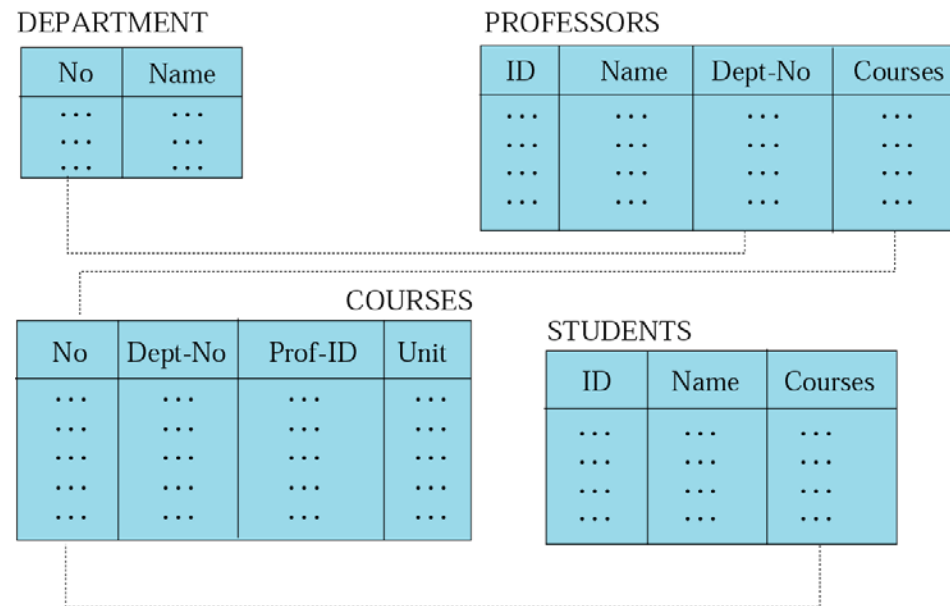 DEPARTMENT
No Name
... ...
... ...
... ...
PROFESSORS
ID Name Dept-No Courses
... ... ... ...
... ... ... ...
... ... ... ...
... ... ... ...
COURSES
No Dept-No Prof-ID Unit
... ... ... ...
... ... ... ...
... ... ... ...
... ... ... ...
... ... ... ...
STUDENTS
ID Name Courses
... ... ...
... ... ...
... ... ...
... ... ...